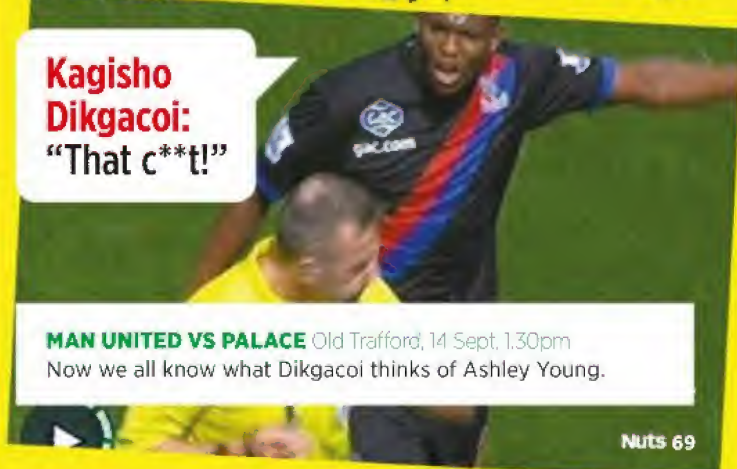 Kagisho
Dikgacoi:
“That c**t!”
GAC
gac.com
MAN UNITED VS PALACE Old Trafford, 14 Sept, 1.30pm
Now we all know what Dikgacoi thinks of Ashley Young.
Nuts 69